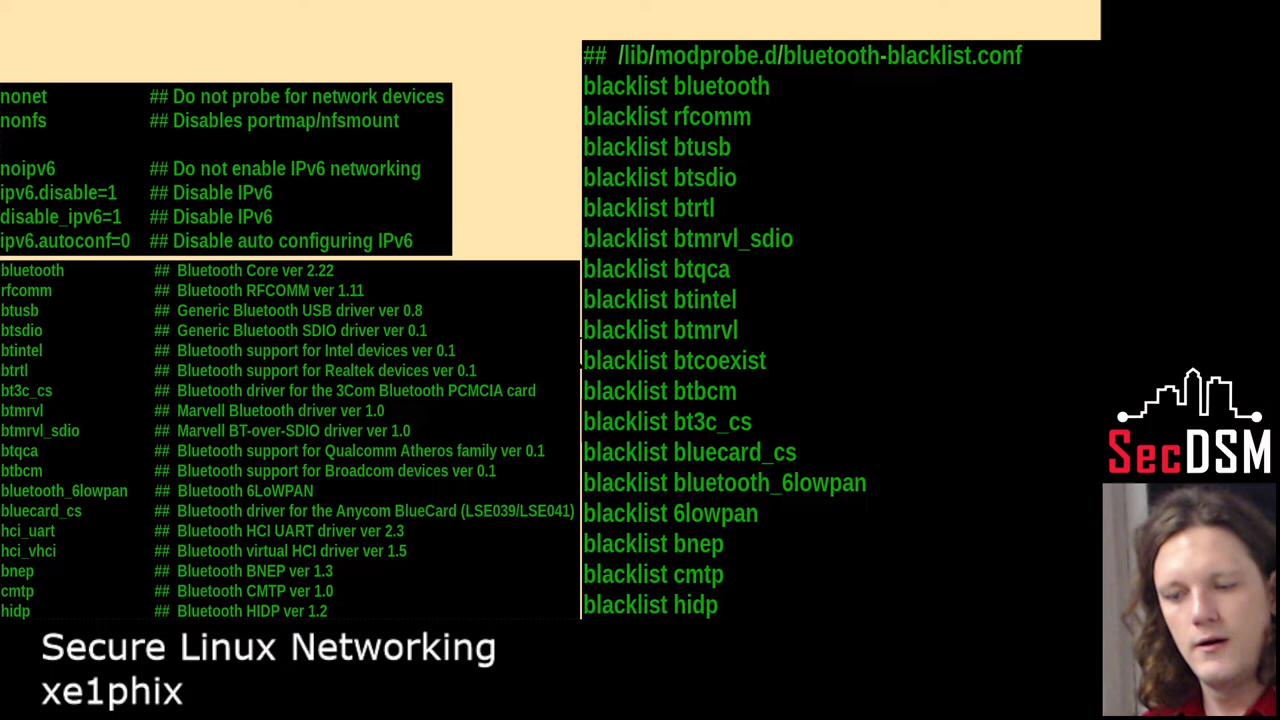 nonet ## Do not probe for network devices
nonfs ## Disables portmap/nfsmount
noipv6 ## Do not enable IPv6 networking
ipv6.disable=1 ## Disable IPv6
disable_ipv6=1 ## Disable IPv6
ipv6.autoconf=0 ## Disable auto configuring IPv6
bluetooth ## Bluetooth Core ver 2.22
rfcomm ## Bluetooth RFCOMM ver 1.11
btusb ## Generic Bluetooth USB driver ver 0.8
btsdio ## Generic Bluetooth SDIO driver ver 0.1
btintel ## Bluetooth support for Intel devices ver 0.1
btrtl ## Bluetooth support for Realtek devices ver 0.1
bt3c_cs ## Bluetooth driver for the 3Com Bluetooth PCMCIA card
btmrvl ## Marvell Bluetooth driver ver 1.0
btmrvl_sdio ## Marvell BT-over-SDIO driver ver 1.0
btqca ## Bluetooth support for Qualcomm Atheros family ver 0.1
btbcm ## Bluetooth support for Broadcom devices ver 0.1
bluetooth_6lowpan ## Bluetooth 6LoWPAN
bluecard_cs ## Bluetooth driver for the Anycom BlueCard (LSE039/LSE041)
hci_uart ## Bluetooth HCI UART driver ver 2.3
hci_vhci ## Bluetooth virtual HCI driver ver 1.5
bnep ## Bluetooth BNEP ver 1.3
cmtp ## Bluetooth CMTP ver 1.0
hidp ## Bluetooth HIDP ver 1.2
## /lib/modprobe.d/bluetooth-blacklist.conf
blacklist bluetooth
blacklist rfcomm
blacklist btusb
blacklist btsdio
blacklist btrtl
blacklist btmrvl_sdio
blacklist btqca
blacklist btintel
blacklist btmrvl
blacklist btcoexist
blacklist btbcm
blacklist bt3c_cs
blacklist bluecard_cs
blacklist bluetooth_6lowpan
blacklist 6lowpan
blacklist bnep
blacklist cmtp
blacklist hidp
SecDSM
Secure Linux Networking
xe1phix